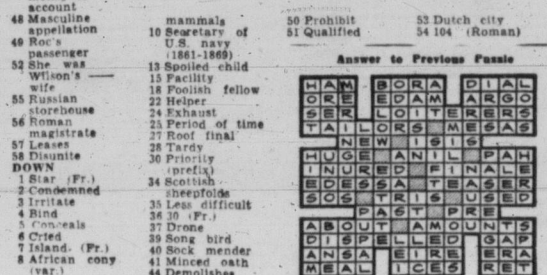 account
48 Masculine
appellation
49 Roc's
passenger
52 She was
Wilson's —
wife
55 Russian
storehouse
56 Roman
magistrate
57 Leases
58 Disunite
DOWN
1 Star (Fr.)
2 Condemned
3 Irritate
4 Bind
5 Conceals
6 Cried
7 Island (Fr.)
8 African cony
(var.)
mammals
10 Secretary of
U.S. navy
(1861-1869)
13 Spoiled child
15 Facility
18 Foolish fellow
22 Helper
24 Exhaust
25 Period of time
27 Roof final
28 Tardy
30 Priority
(prefix)
34 Scottish
sheepfolds
35 Less difficult
36 30 (Fr.)
37 Drone
39 Song bird
40 Sock mender
41 Minced oath
44 Demolishes
50 Prohibit
51 Qualified
53 Dutch city
54 104 (Roman)
Answer to Previous Puzzle
HAM BORA DIAL
ORE EDAM ARGO
SER LOITERERS
TAILORS MESAS
NEW ISIS
HUGE ANIL PAH
INURED FINALE
EDESSA TEASER
SOS TRIS USED
PAST PRE
ABOUT AMOUNTS
DISPELLED GAP
ANSA EIRE ERA
MEAL ICES RET